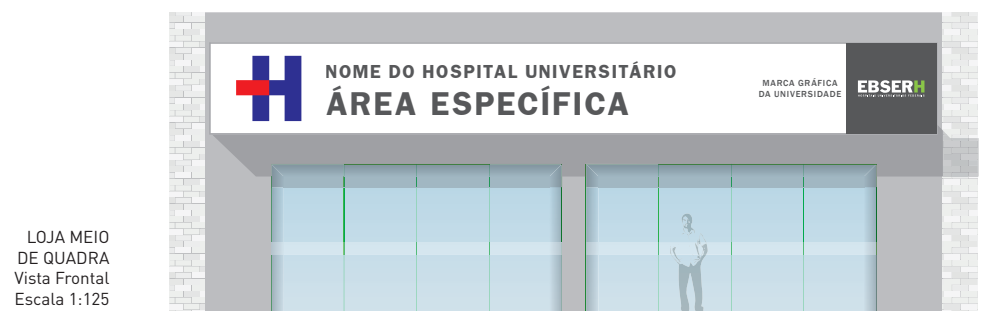 NOME DO HOSPITAL UNIVERSITÁRIO
ÁREA ESPECÍFICA
MARCA GRÁFICA
DA UNIVERSIDADE
EBSERH
LOJA MEIO
DE QUADRA
Vista Frontal
Escala 1:125